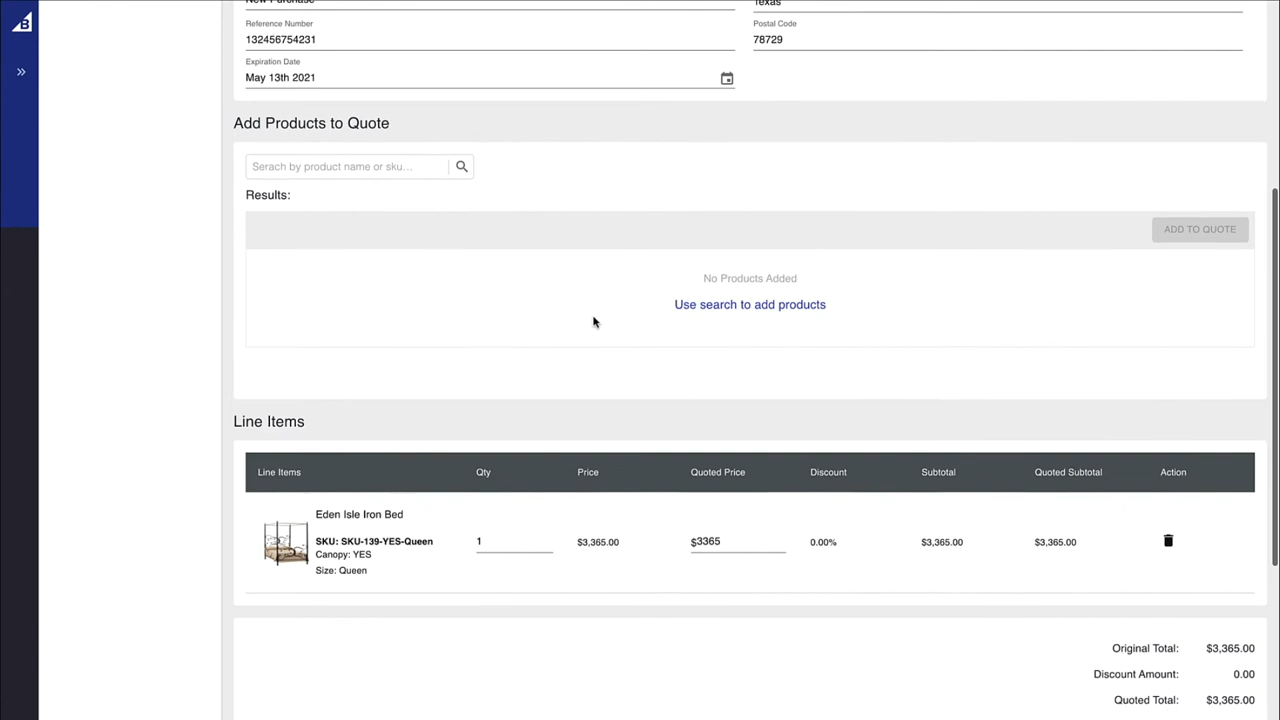 New Purchase
Texas
Reference Number
132456754231
Postal Code
78729
Expiration Date
May 13th 2021
Add Products to Quote
Serach by product name or sku...
Results:
ADD TO QUOTE
No Products Added
Use search to add products
Line Items
Line Items Qty Price Quoted Price Discount Subtotal Quoted Subtotal Action
Eden Isle Iron Bed
SKU: SKU-139-YES-Queen
Canopy: YES
Size: Queen
1 $3,365.00 $3365 0.00% $3,365.00 $3,365.00
Original Total: $3,365.00
Discount Amount: 0.00
Quoted Total: $3,365.00